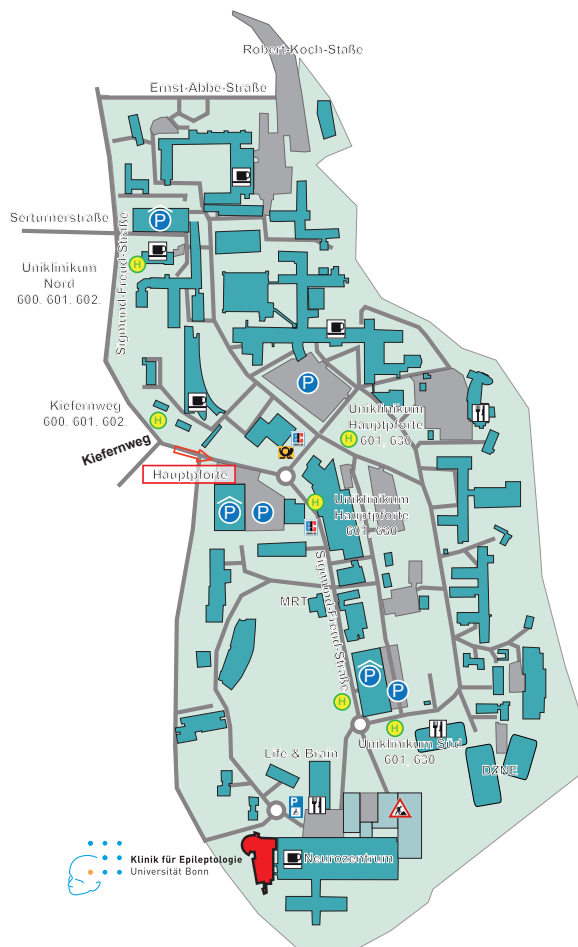 Robert-Koch-Staße
Ernst-Abbe-Straße
Serturnerstraße
P
Sigmund-Freud-Straße
H
Uniklinikum
Nord
600. 601. 602.
P
Kiefernweg
600. 601. 602.
H
Uniklinikum
Hauptpforte
601, 630
H
Kiefernweg
Hauptpforte
P
P
H
Uniklinikum
Hauptpforte
601, 630
Sigmund-Freud-Straße
MRT
P
P
H
H
Uniklinikum Süd
601, 630
Life & Brain
DZNE
P
Klinik für Epileptologie
Universität Bonn
Neurozentrum